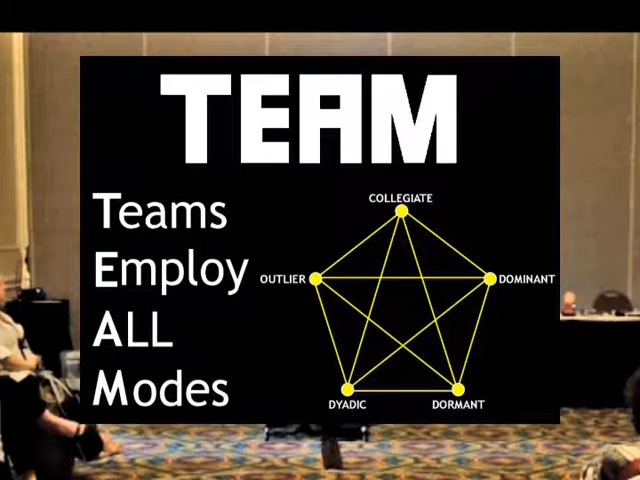 TEAM
Teams
Employ
ALL
Modes
COLLEGIATE
OUTLIER
DOMINANT
DYADIC
DORMANT